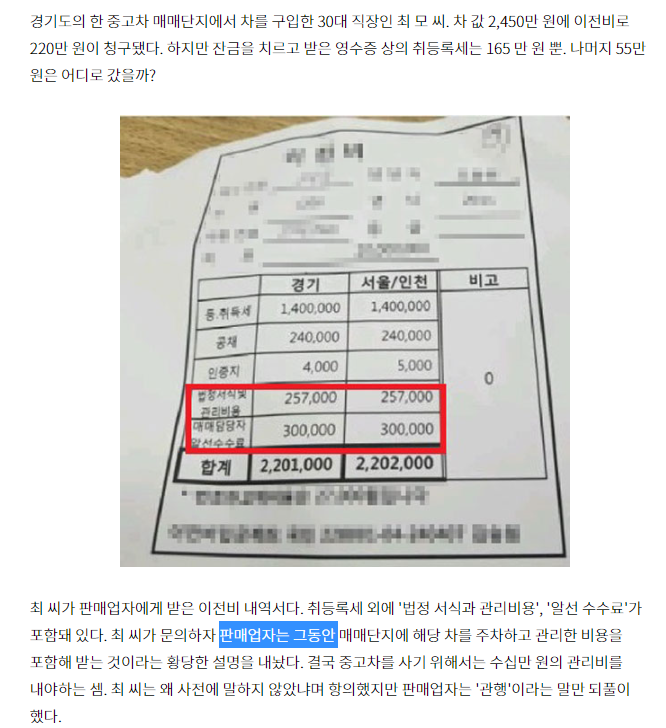 경기도의 한 중고차 매매단지에서 차를 구입한 30대 직장인 최 모 씨. 차 값 2,450만 원에 이전비로
220만 원이 청구됐다. 하지만 잔금을 치르고 받은 영수증 상의 취등록세는 165 만 원 뿐. 나머지 55만
원은 어디로 갔을까?
경기 서울/인천 비고
등.취득세 1,400,000 1,400,000
공채 240,000 240,000
인증지 4,000 5,000
0
법정서식및 257,000 257,000
관리비용
매매담당자 300,000 300,000
알선수수료
합계 2,201,000 2,202,000
최 씨가 판매업자에게 받은 이전비 내역서다. 취등록세 외에 '법정 서식과 관리비용', '알선 수수료'가
포함돼 있다. 최 씨가 문의하자 판매업자는 그동안 매매단지에 해당 차를 주차하고 관리한 비용을
포함해 받는 것이라는 황당한 설명을 내놨다. 결국 중고차를 사기 위해서는 수십만 원의 관리비를
내야하는 셈. 최 씨는 왜 사전에 말하지 않았냐며 항의했지만 판매업자는 '관행'이라는 말만 되풀이
했다.